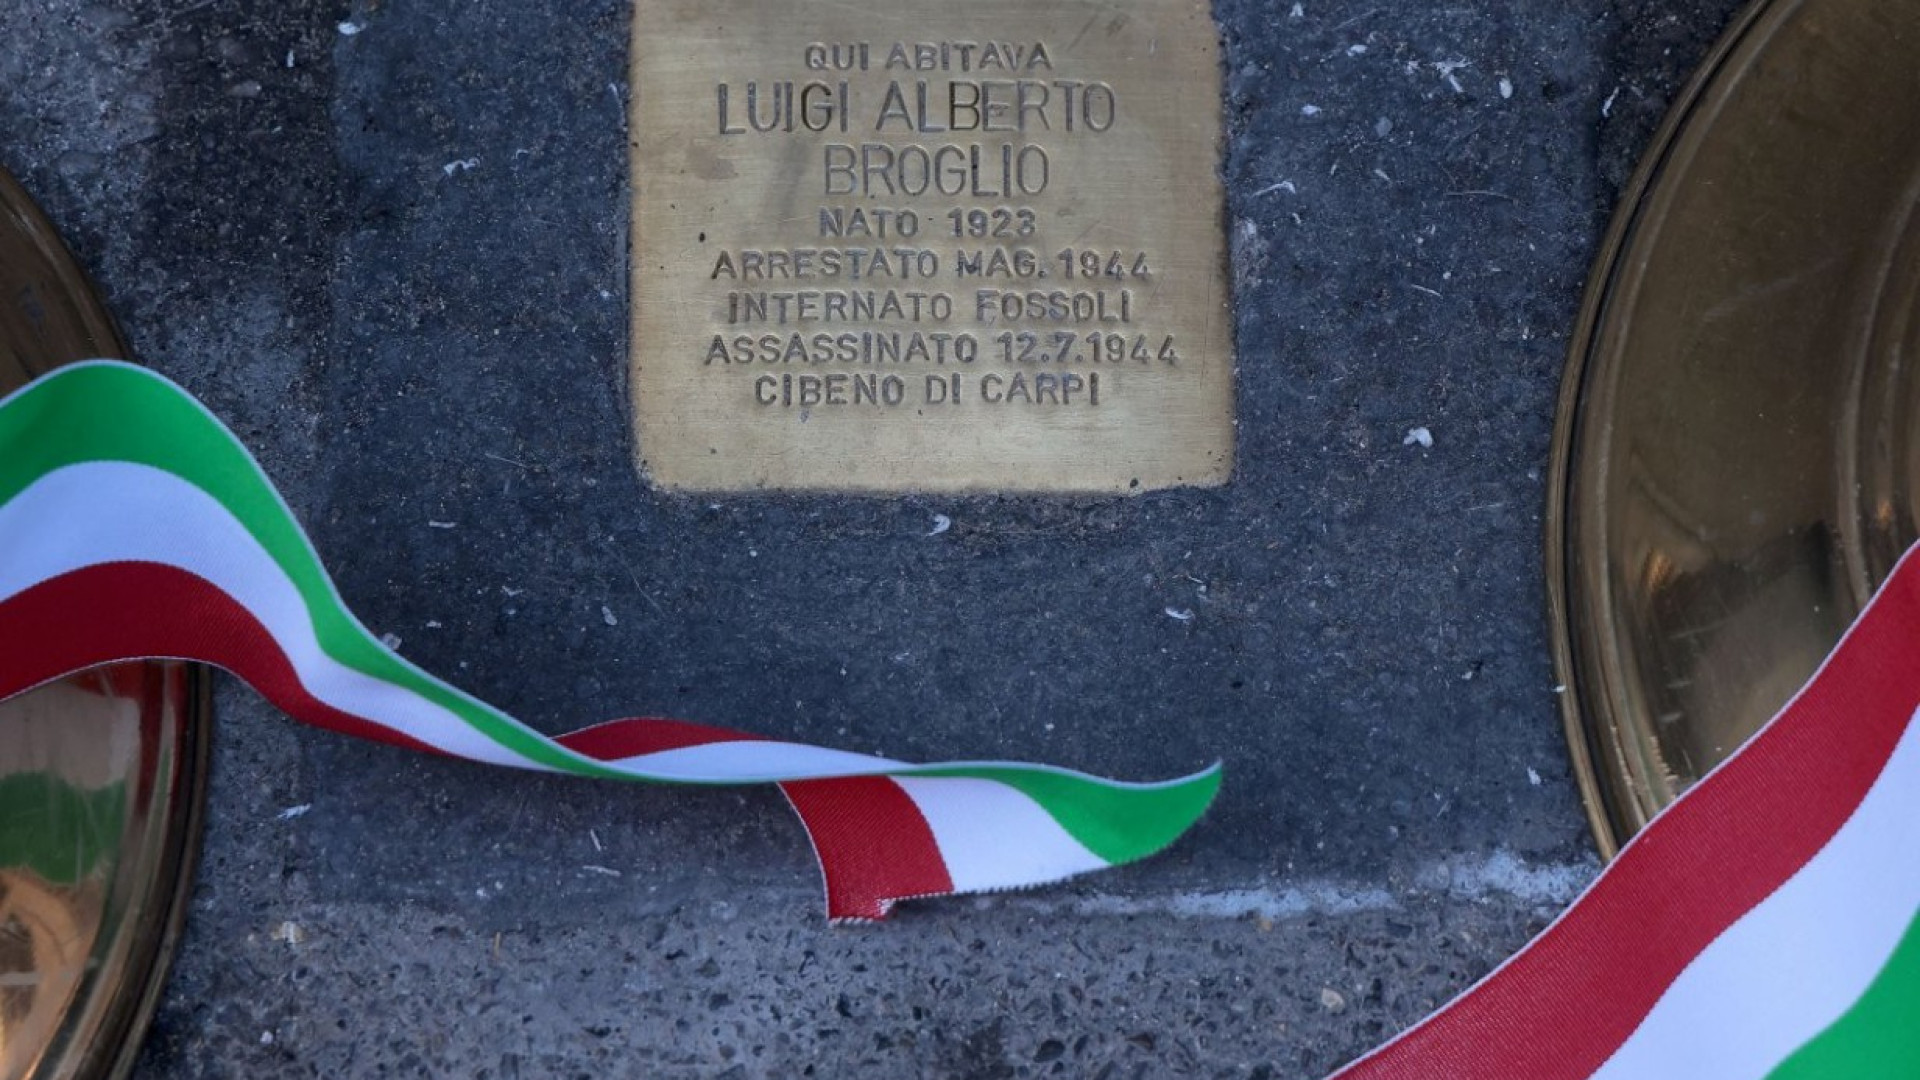 QUI ABITAVA
LUIGI ALBERTO
BROGLIO
NATO 1923
ARRESTATO MAG. 1944
INTERNATO FOSSOLI
ASSASSINATO 12.7.1944
CIBENO DI CARPI